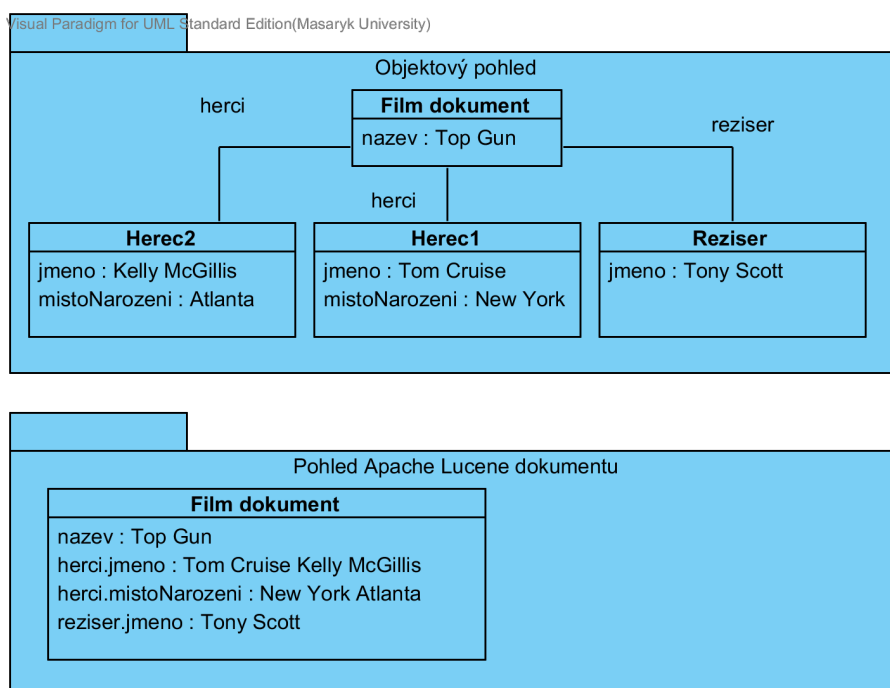 Visual Paradigm for UML Standard Edition(Masaryk University)
Objektový pohled
herci
Film dokument
nazev : Top Gun
reziser
herci
Herec2
jmeno : Kelly McGillis
mistoNarozeni : Atlanta
Herec1
jmeno : Tom Cruise
mistoNarozeni : New York
Reziser
jmeno : Tony Scott
Pohled Apache Lucene dokumentu
Film dokument
nazev : Top Gun
herci.jmeno : Tom Cruise Kelly McGillis
herci.mistoNarozeni : New York Atlanta
reziser.jmeno : Tony Scott